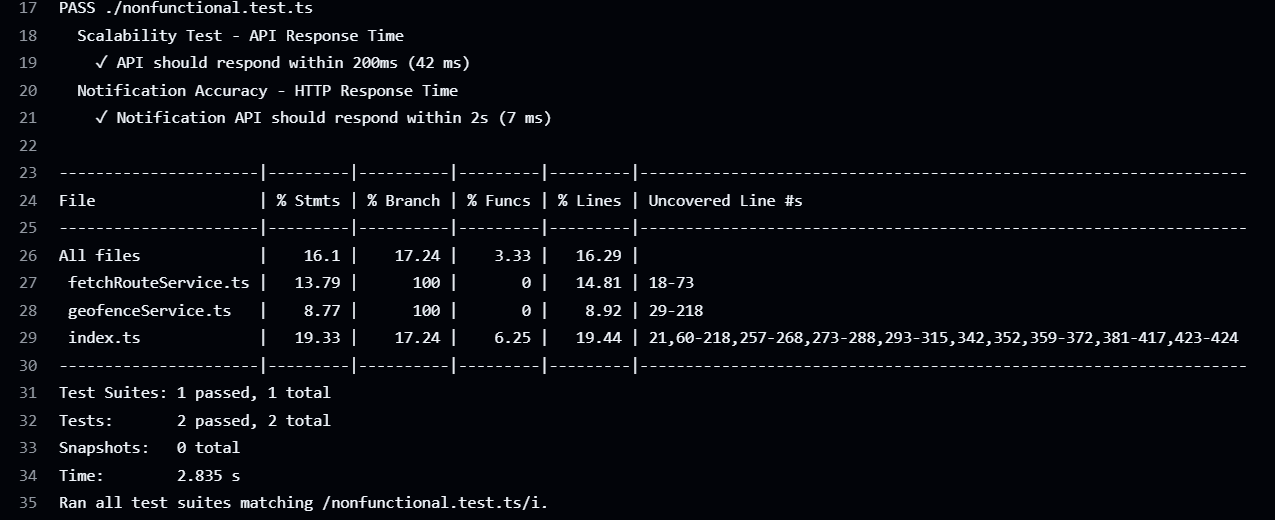 17 PASS ./nonfunctional.test.ts
18 Scalability Test - API Response Time
19 ✓ API should respond within 200ms (42 ms)
20 Notification Accuracy - HTTP Response Time
21 ✓ Notification API should respond within 2s (7 ms)
22
23 ----------------------|---------|----------|---------|---------|-------------------------------------------------------------------
24 File                  | % Stmts | % Branch | % Funcs | % Lines | Uncovered Line #s
25 ----------------------|---------|----------|---------|---------|-------------------------------------------------------------------
26 All files             |    16.1 |    17.24 |    3.33 |   16.29 |
27  fetchRouteService.ts |   13.79 |      100 |       0 |   14.81 | 18-73
28  geofenceService.ts   |    8.77 |      100 |       0 |    8.92 | 29-218
29  index.ts             |   19.33 |    17.24 |    6.25 |   19.44 | 21,60-218,257-268,273-288,293-315,342,352,359-372,381-417,423-424
30 ----------------------|---------|----------|---------|---------|-------------------------------------------------------------------
31 Test Suites: 1 passed, 1 total
32 Tests:       2 passed, 2 total
33 Snapshots:   0 total
34 Time:        2.835 s
35 Ran all test suites matching /nonfunctional.test.ts/i.